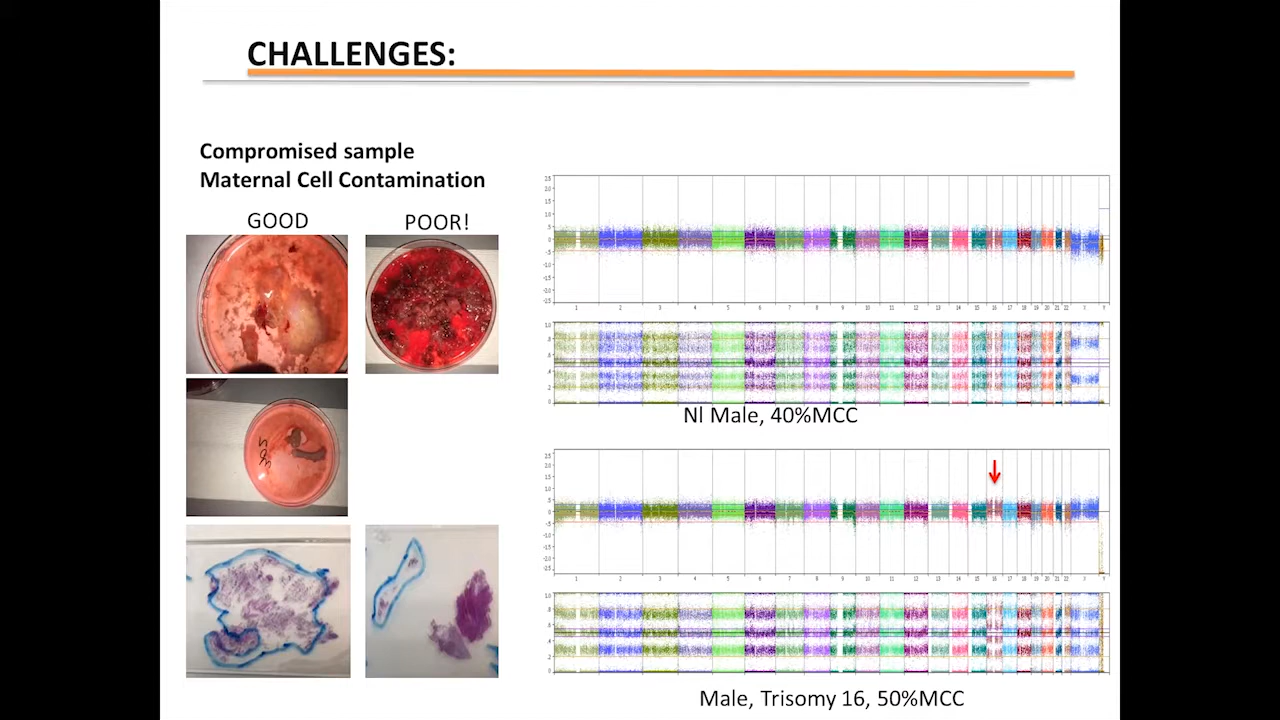 CHALLENGES:
Compromised sample
Maternal Cell Contamination
GOOD
POOR!
Nl Male, 40%MCC
Male, Trisomy 16, 50%MCC